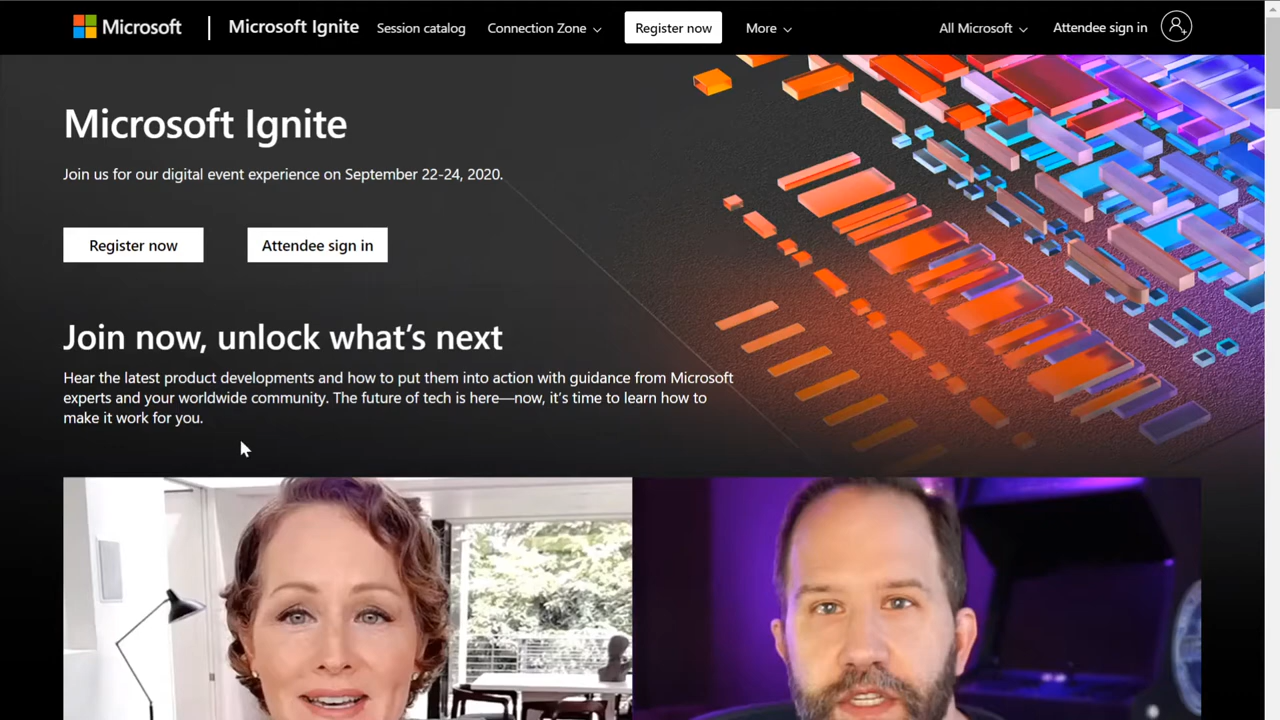 Microsoft Microsoft Ignite Session catalog Connection Zone Register now More All Microsoft Attendee sign in
Microsoft Ignite
Join us for our digital event experience on September 22-24, 2020.
Register now Attendee sign in
Join now, unlock what's next
Hear the latest product developments and how to put them into action with guidance from Microsoft
experts and your worldwide community. The future of tech is here—now, it's time to learn how to
make it work for you.